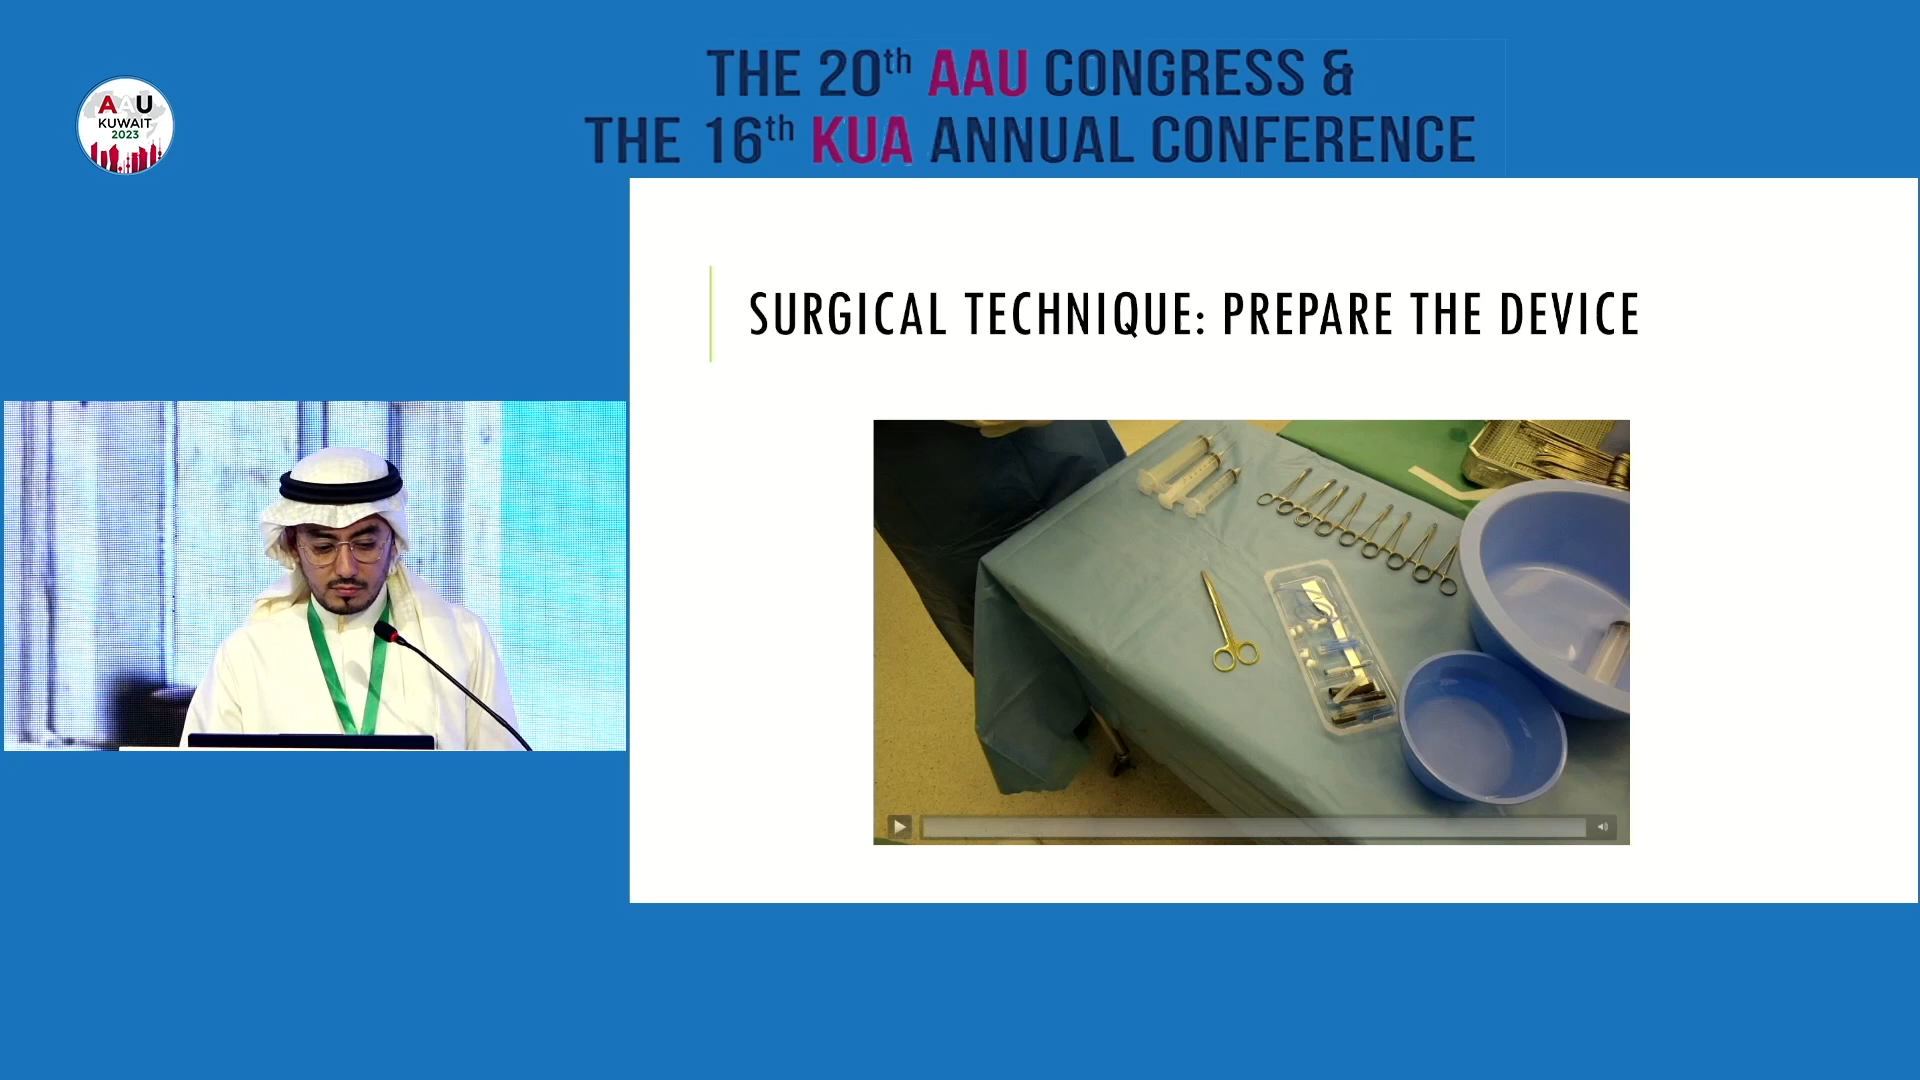 AAU
KUWAIT
2023
THE 20th AAU CONGRESS &
THE 16th KUA ANNUAL CONFERENCE
SURGICAL TECHNIQUE: PREPARE THE DEVICE